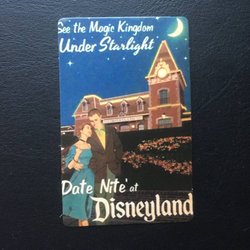 See the Magic Kingdom
Under Starlight
'Date Nite' at
Disneyland